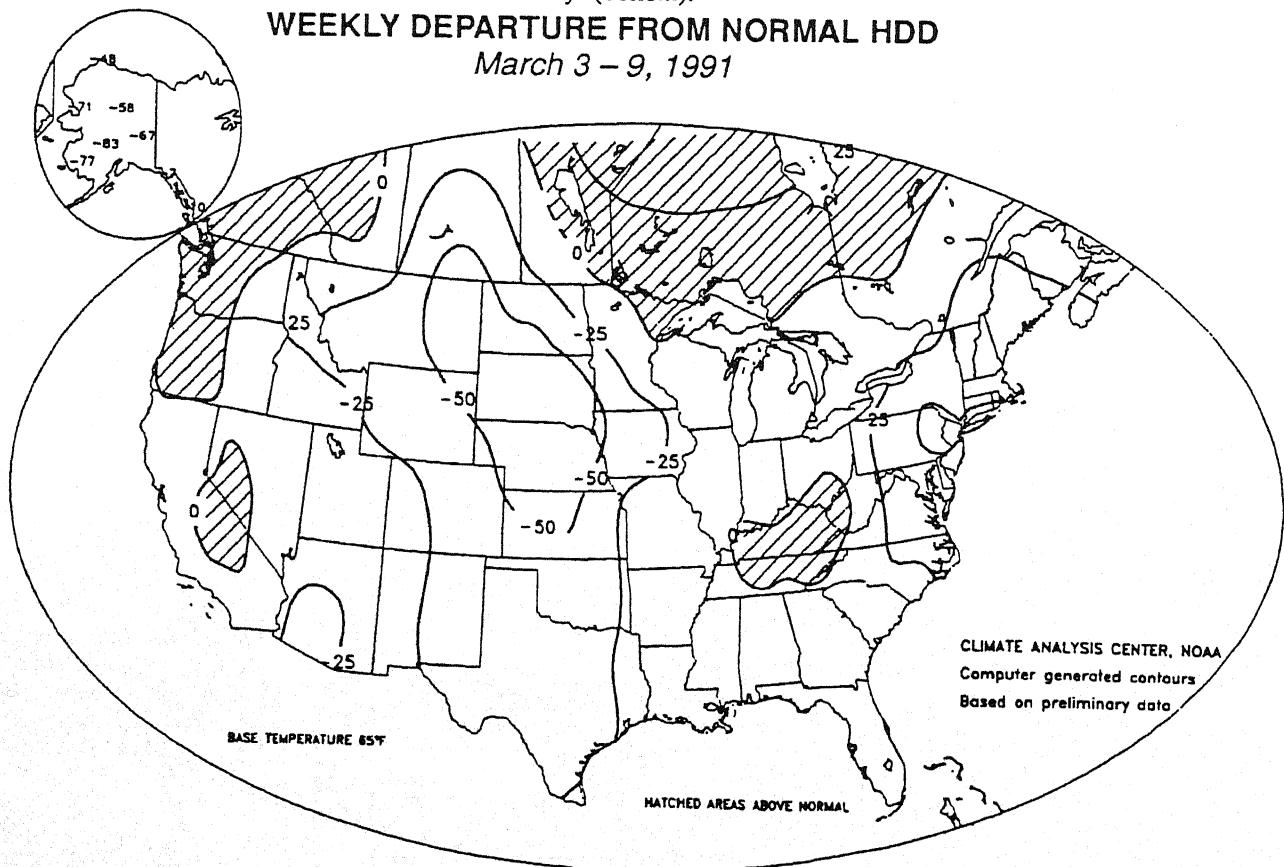 WEEKLY DEPARTURE FROM NORMAL HDD
March 3 – 9, 1991
-48
71
-58
-83
-67
-77
0
25
0
0
25
-25
-25
-50
25
-25
-50
0
-50
-25
CLIMATE ANALYSIS CENTER, NOAA
Computer generated contours
Based on preliminary data
BASE TEMPERATURE 65°F
HATCHED AREAS ABOVE NORMAL